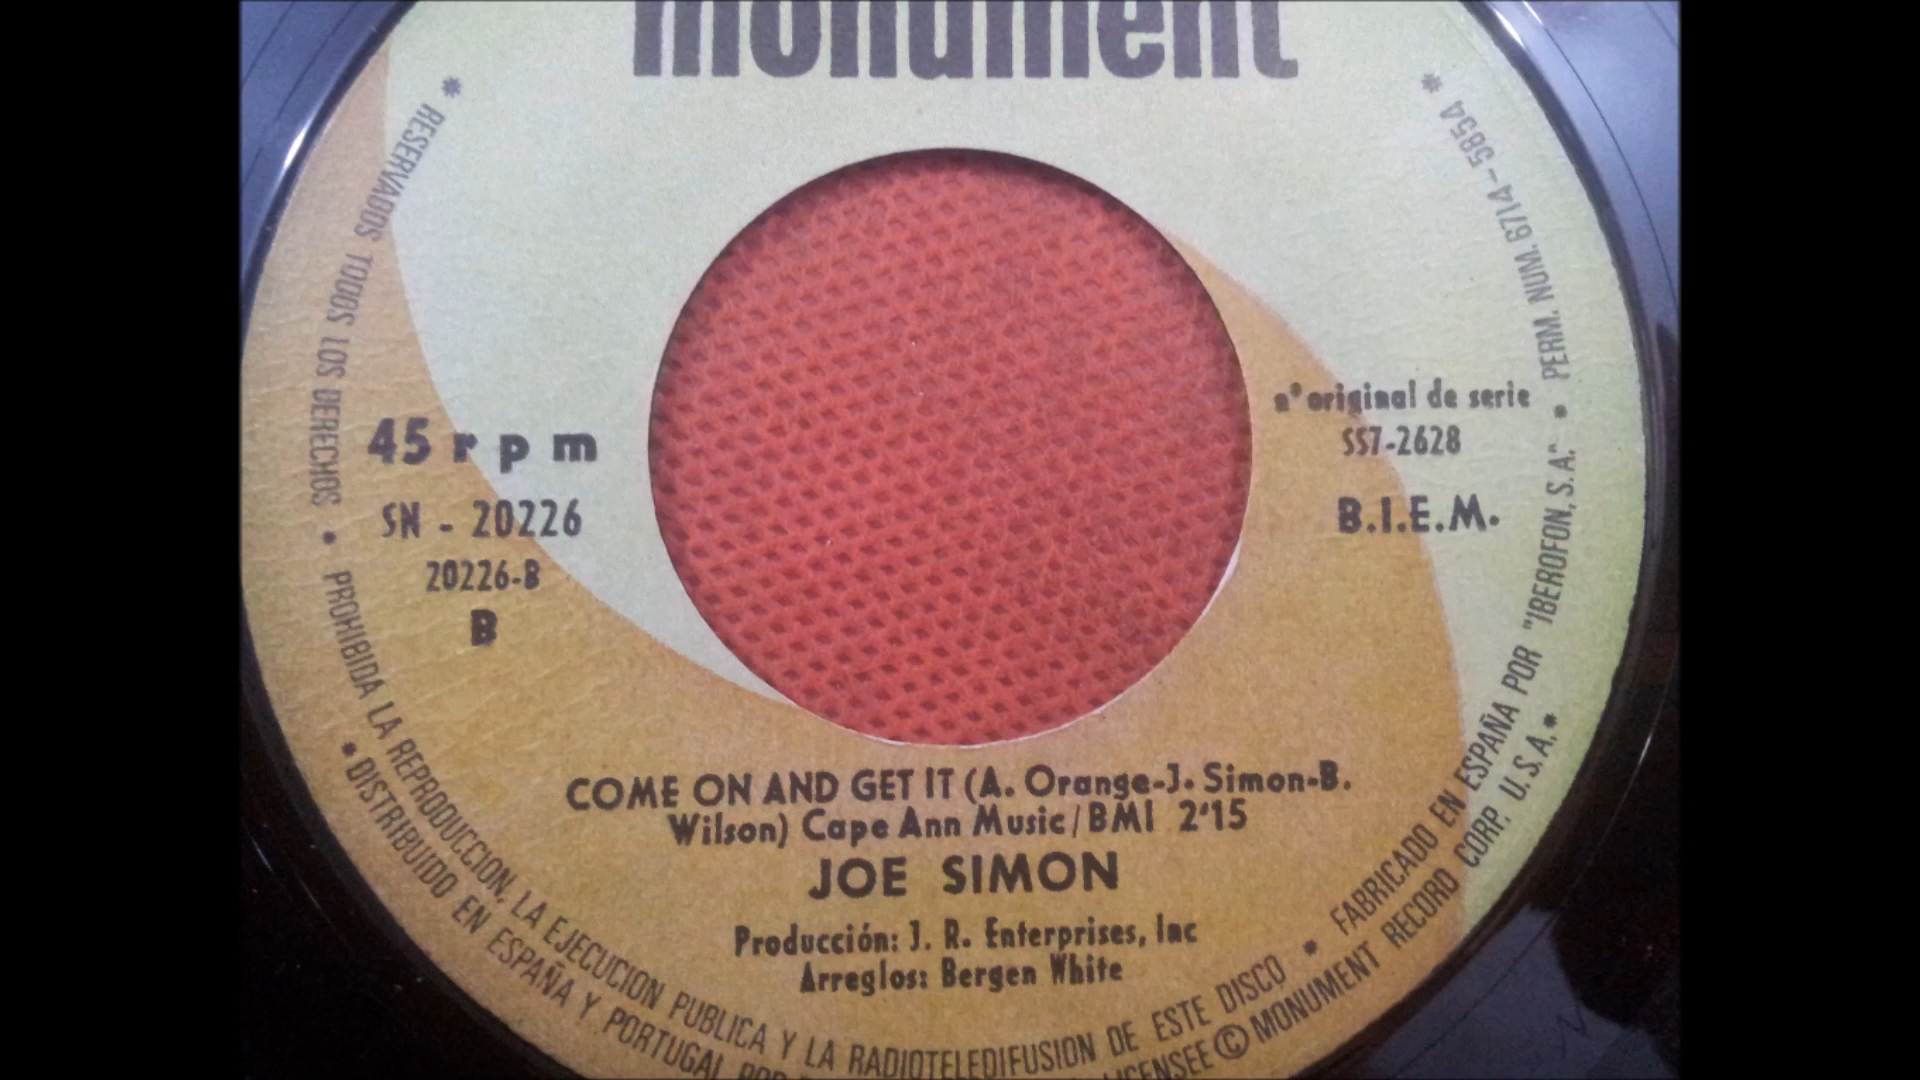 monument
45 rpm
SN - 20226
20226-B
B
nº original de serie
SS7-2628
B.I.E.M.
COME ON AND GET IT (A. Orange-J. Simon-B.
Wilson) Cape Ann Music/BMI 2'15
JOE SIMON
Producción: J. R. Enterprises, Inc
Arreglos: Bergen White
* RESERVADOS TODOS LOS DERECHOS • PROHIBIDA LA REPRODUCCION, LA EJECUCION PUBLICA Y LA RADIOTELEDIFUSION DE ESTE DISCO • FABRICADO EN ESPAÑA POR "IBEROFON, S.A." • PERM. NUM. 6714-5854 *
• DISTRIBUIDO EN ESPAÑA Y PORTUGAL POR LICENSEE © MONUMENT RECORD CORP. U.S.A. •